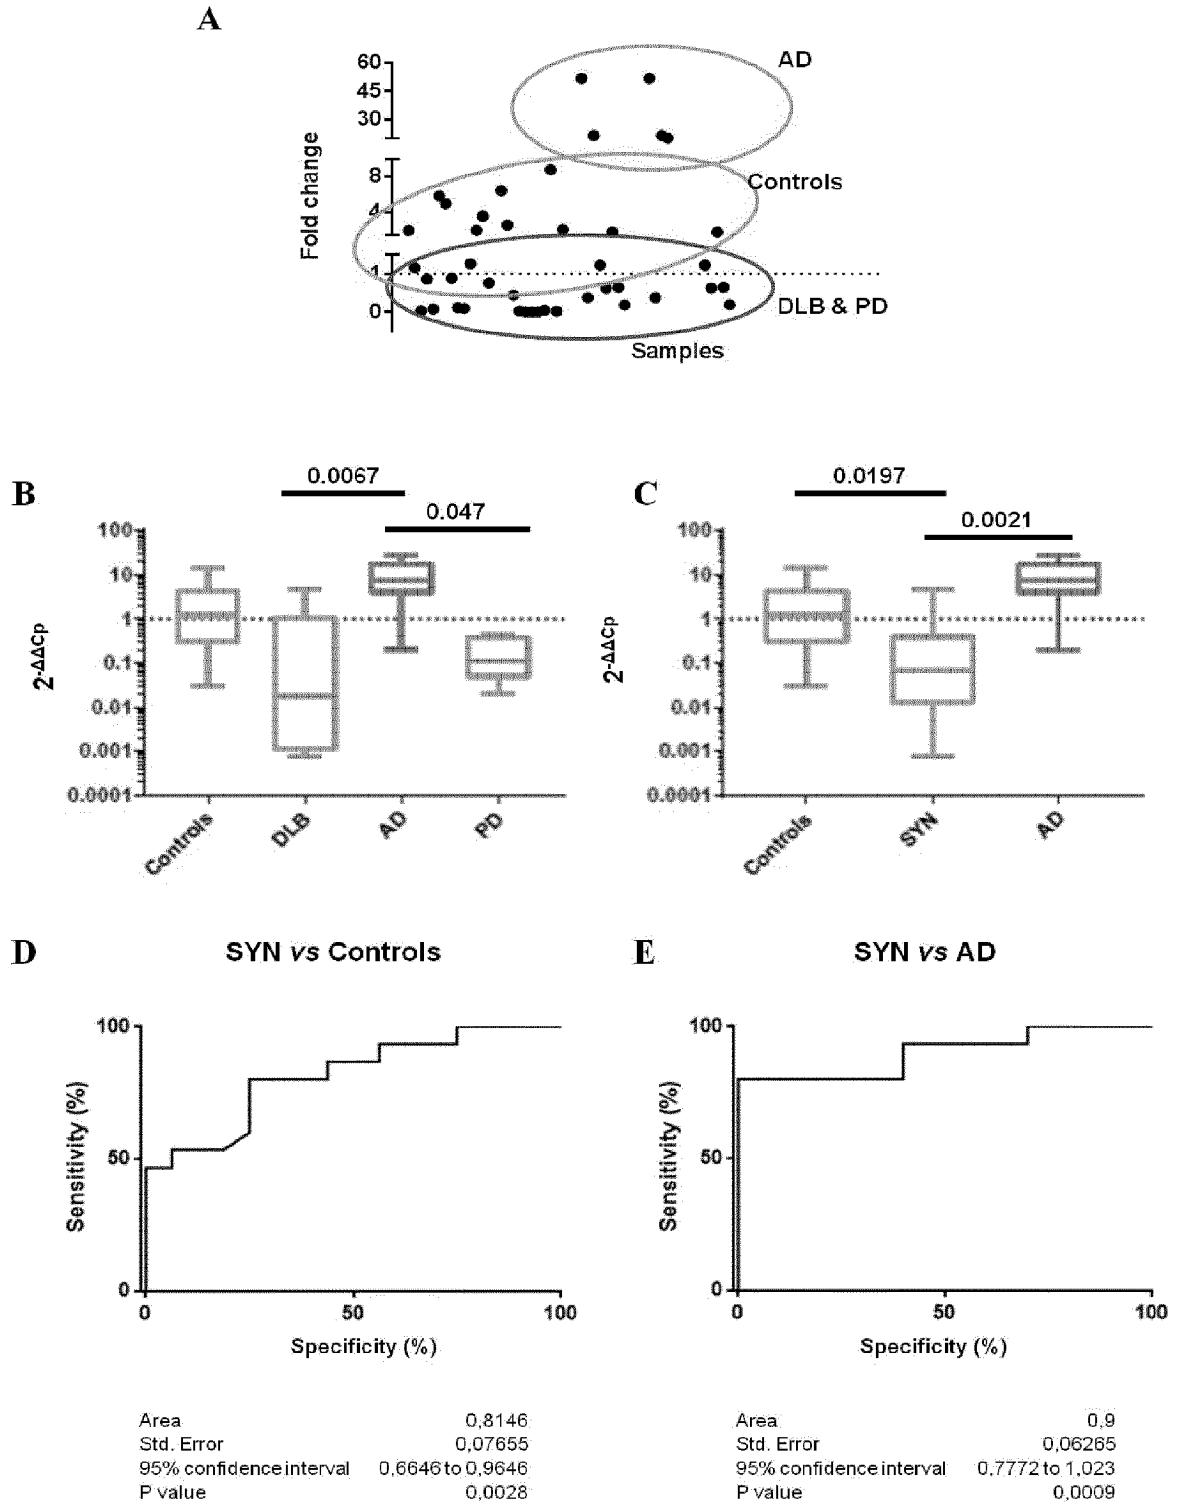 A
AD
60
45
30
Fold change
8
4
Controls
1
0
DLB & PD
Samples
B
0.0067
0.047
100
10
1
0.1
0.01
0.001
0.0001
2-ΔΔCp
Controls
DLB
AD
PD
C
0.0197
0.0021
100
10
1
0.1
0.01
0.001
0.0001
2-ΔΔCp
Controls
SYN
AD
D
SYN vs Controls
100
50
0
Sensitivity (%)
0
50
100
Specificity (%)
Area 0,8146
Std. Error 0,07655
95% confidence interval 0,6646 to 0,9646
P value 0,0028
E
SYN vs AD
100
50
0
Sensitivity (%)
0
50
100
Specificity (%)
Area 0,9
Std. Error 0,06265
95% confidence interval 0,7772 to 1,023
P value 0,0009